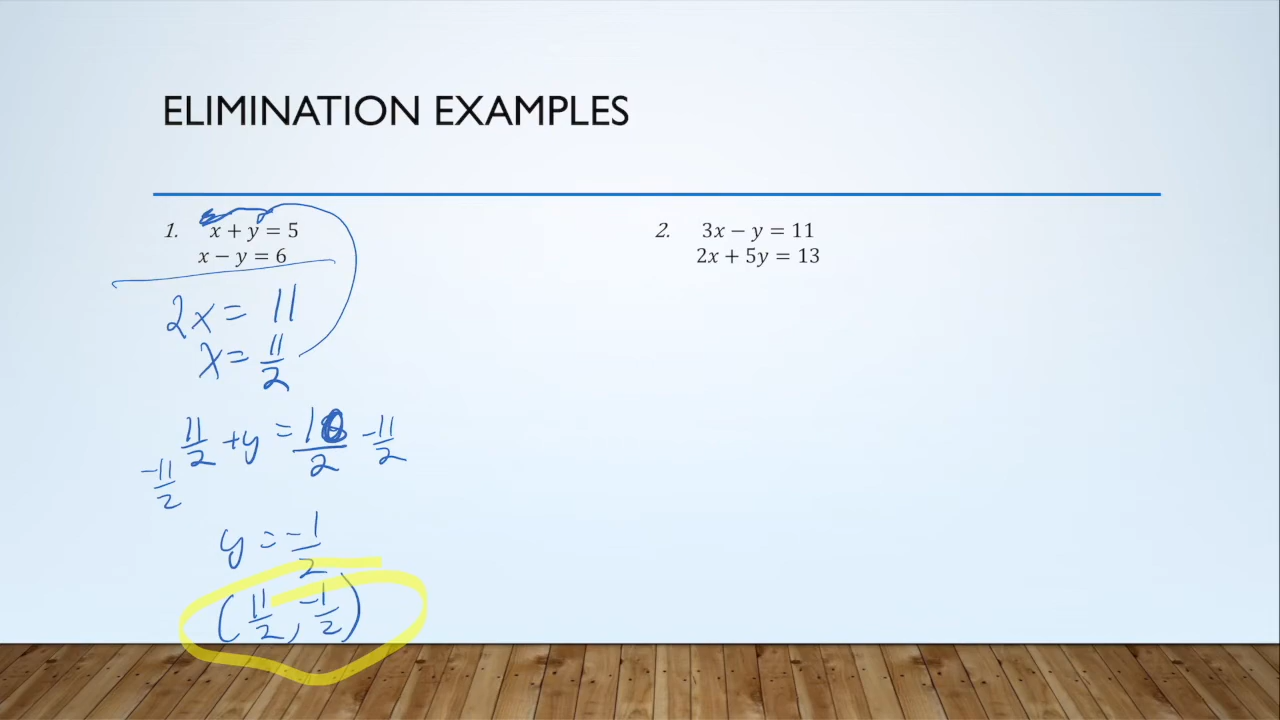 ELIMINATION EXAMPLES
1. x + y = 5
x − y = 6
2x = 11
x = 11/2
11/2 + y = 10/2 - 11/2
-11/2
y = -1/2
(11/2, -1/2)
2. 3x − y = 11
2x + 5y = 13